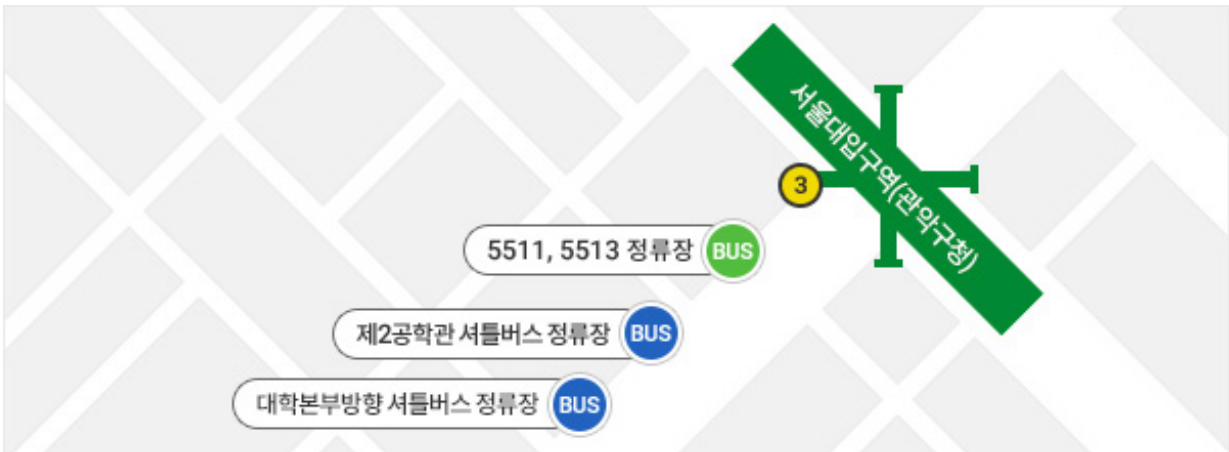 서울대입구역(관악구청)
3
5511, 5513 정류장 BUS
제2공학관 셔틀버스 정류장 BUS
대학본부방향 셔틀버스 정류장 BUS